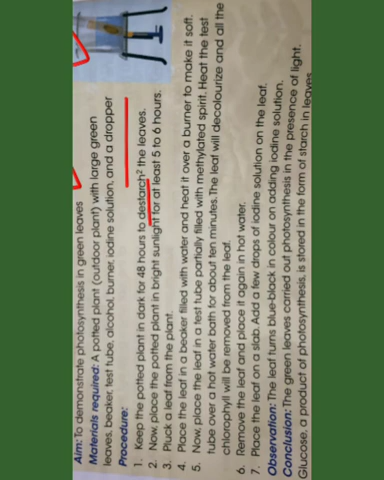 Aim: To demonstrate photosynthesis in green leaves
Materials required: A potted plant (outdoor plant) with large green
leaves, beaker, test tube, alcohol, burner, iodine solution, and a dropper
Procedure:
1. Keep the potted plant in dark for 48 hours to destarch² the leaves.
2. Now, place the potted plant in bright sunlight for at least 5 to 6 hours.
3. Pluck a leaf from the plant.
4. Place the leaf in a beaker filled with water and heat it over a burner to make it soft.
5. Now, place the leaf in a test tube partially filled with methylated spirit. Heat the test
tube over a hot water bath for about ten minutes. The leaf will decolourize and all the
chlorophyll will be removed from the leaf.
6. Remove the leaf and place it again in hot water.
7. Place the leaf on a slab. Add a few drops of iodine solution on the leaf.
Observation: The leaf turns blue-black in colour on adding iodine solution.
Conclusion: The green leaves carried out photosynthesis in the presence of light.
Glucose, a product of photosynthesis, is stored in the form of starch in leaves